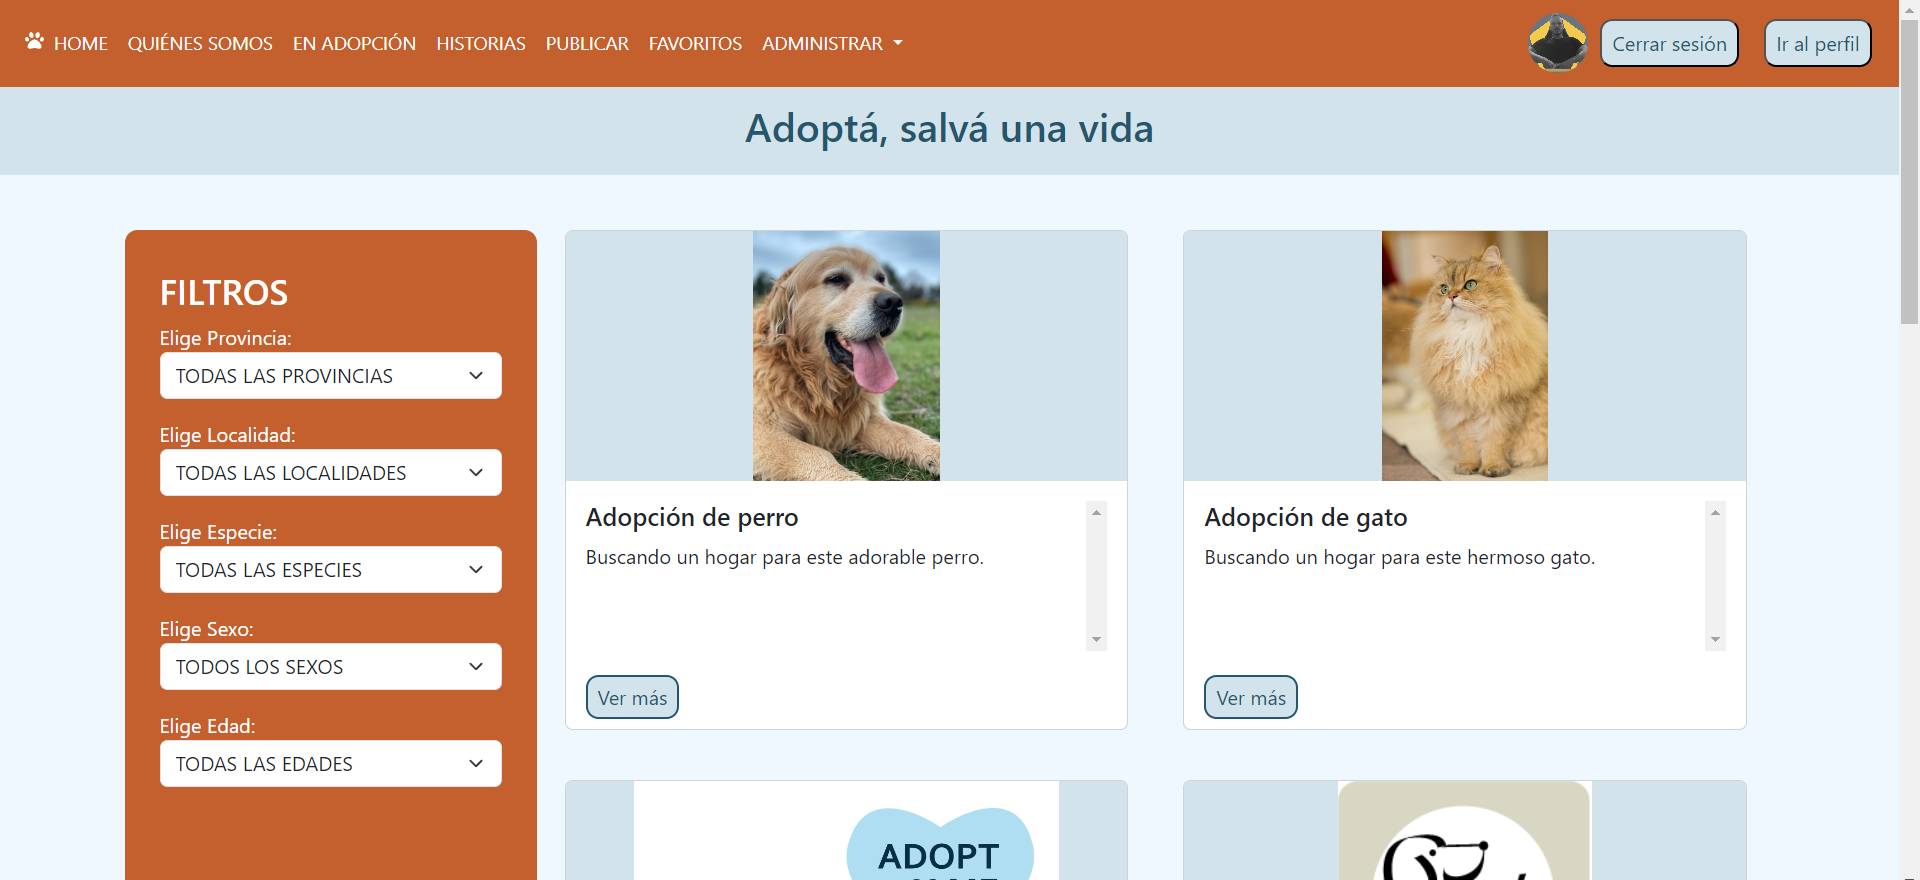 HOME QUIÉNES SOMOS EN ADOPCIÓN HISTORIAS PUBLICAR FAVORITOS ADMINISTRAR Cerrar sesión Ir al perfil
Adoptá, salvá una vida
FILTROS
Elige Provincia:
TODAS LAS PROVINCIAS
Elige Localidad:
TODAS LAS LOCALIDADES
Elige Especie:
TODAS LAS ESPECIES
Elige Sexo:
TODOS LOS SEXOS
Elige Edad:
TODAS LAS EDADES
Adopción de perro
Buscando un hogar para este adorable perro.
Ver más
Adopción de gato
Buscando un hogar para este hermoso gato.
Ver más
ADOPT